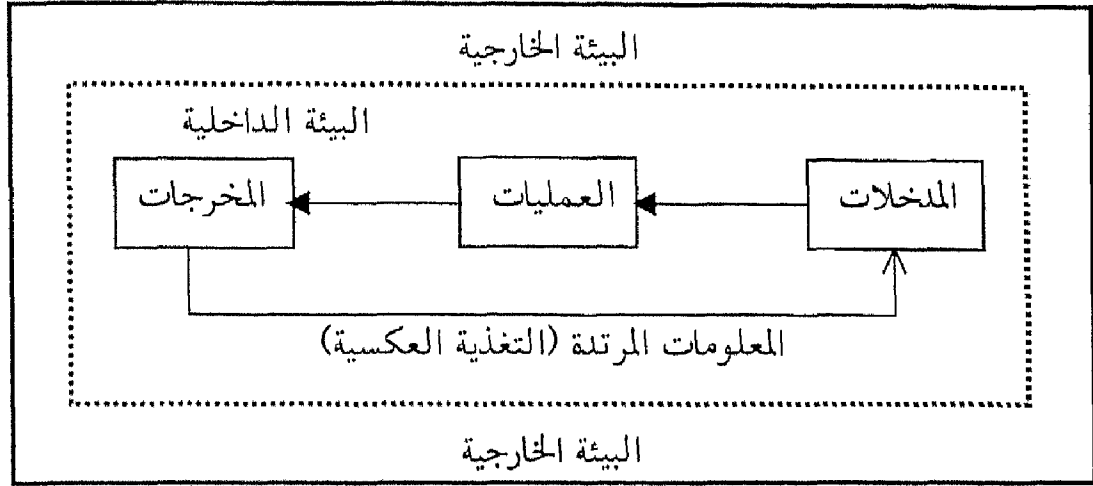 البيئة الخارجية
البيئة الداخلية
المدخلات
العمليات
المخرجات
المعلومات المرتدة (التغذية العكسية)
البيئة الخارجية